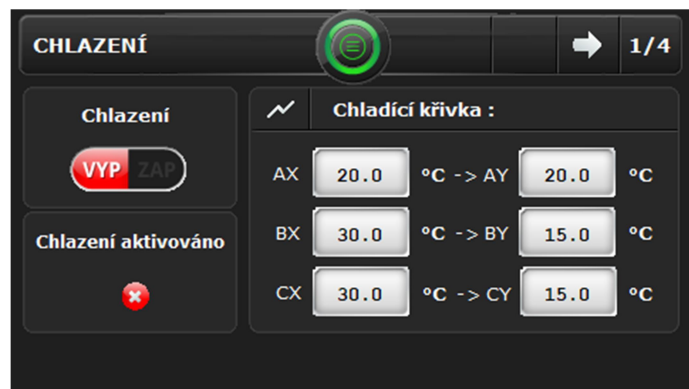 CHLAZENÍ 1/4
Chlazení
VYP ZAP
Chlazení aktivováno
Chladící křivka :
AX 20.0 °C -> AY 20.0 °C
BX 30.0 °C -> BY 15.0 °C
CX 30.0 °C -> CY 15.0 °C